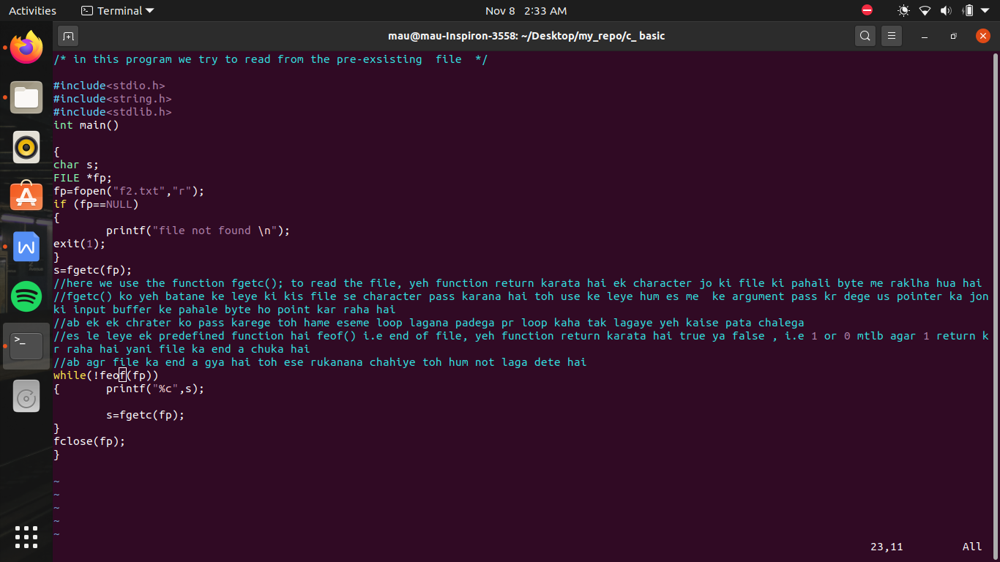 Activities Terminal Nov 8 2:33 AM
mau@mau-Inspiron-3558: ~/Desktop/my_repo/c_ basic
/* in this program we try to read from the pre-exsisting  file  */
#include<stdio.h>
#include<string.h>
#include<stdlib.h>
int main()
{
char s;
FILE *fp;
fp=fopen("f2.txt","r");
if (fp==NULL)
{
        printf("file not found \n");
exit(1);
}
s=fgetc(fp);
//here we use the function fgetc(); to read the file, yeh function return karata hai ek character jo ki file ki pahali byte me raklha hua hai
//fgetc() ko yeh batane ke leye ki kis file se character pass karana hai toh use ke leye hum es me  ke argument pass kr dege us pointer ka jon
ki input buffer ke pahale byte ho point kar raha hai
//ab ek ek chrater ko pass karege toh hame eseme loop lagana padega pr loop kaha tak lagaye yeh kaise pata chalega
//es le leye ek predefined function hai feof() i.e end of file, yeh function return karata hai true ya false , i.e 1 or 0 mtlb agar 1 return k
r raha hai yani file ka end a chuka hai
//ab agr file ka end a gya hai toh ese rukanana chahiye toh hum not laga dete hai
while(!feof(fp))
{       printf("%c",s);
        s=fgetc(fp);
}
fclose(fp);
}
~
~
~
~
~
23,11 All